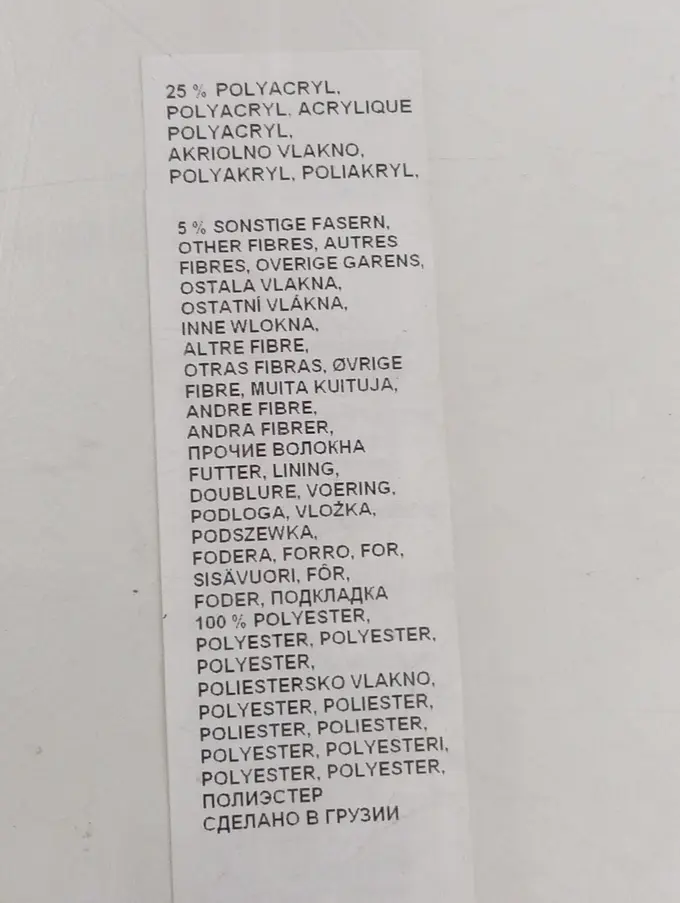 25 % POLYACRYL,
POLYACRYL, ACRYLIQUE
POLYACRYL,
AKRIOLNO VLAKNO,
POLYAKRYL, POLIAKRYL,
5 % SONSTIGE FASERN,
OTHER FIBRES, AUTRES
FIBRES, OVERIGE GARENS,
OSTALA VLAKNA,
OSTATNÍ VLÁKNA,
INNE WLOKNA,
ALTRE FIBRE,
OTRAS FIBRAS, ØVRIGE
FIBRE, MUITA KUITUJA,
ANDRE FIBRE,
ANDRA FIBRER,
ПРОЧИЕ ВОЛОКНА
FUTTER, LINING,
DOUBLURE, VOERING,
PODLOGA, VLOŽKA,
PODSZEWKA,
FODERA, FORRO, FOR,
SISÄVUORI, FÔR,
FODER, ПОДКЛАДКА
100 % POLYESTER,
POLYESTER, POLYESTER,
POLYESTER,
POLIESTERSKO VLAKNO,
POLYESTER, POLIESTER,
POLIESTER, POLIESTER,
POLYESTER, POLYESTERI,
POLYESTER, POLYESTER,
ПОЛИЭСТЕР
СДЕЛАНО В ГРУЗИИ